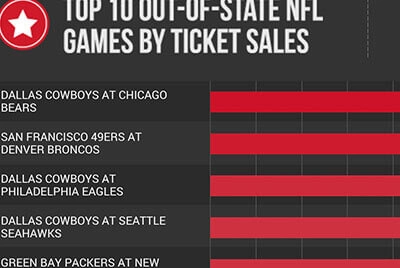 TOP 10 OUT-OF-STATE NFL
GAMES BY TICKET SALES
DALLAS COWBOYS AT CHICAGO
BEARS
SAN FRANCISCO 49ERS AT
DENVER BRONCOS
DALLAS COWBOYS AT
PHILADELPHIA EAGLES
DALLAS COWBOYS AT SEATTLE
SEAHAWKS
GREEN BAY PACKERS AT NEW